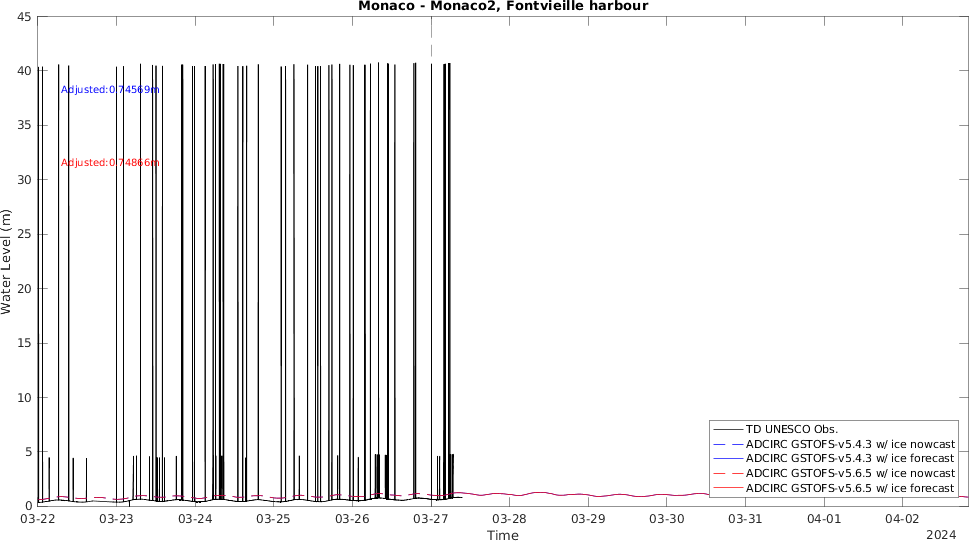 Monaco - Monaco2, Fontvieille harbour
45
40
35
30
25
20
15
10
5
0
Water Level (m)
Adjusted:0.74569m
Adjusted:0.74866m
TD UNESCO Obs.
ADCIRC GSTOFS-v5.4.3 w/ ice nowcast
ADCIRC GSTOFS-v5.4.3 w/ ice forecast
ADCIRC GSTOFS-v5.6.5 w/ ice nowcast
ADCIRC GSTOFS-v5.6.5 w/ ice forecast
03-22 03-23 03-24 03-25 03-26 03-27 03-28 03-29 03-30 03-31 04-01 04-02
Time
2024